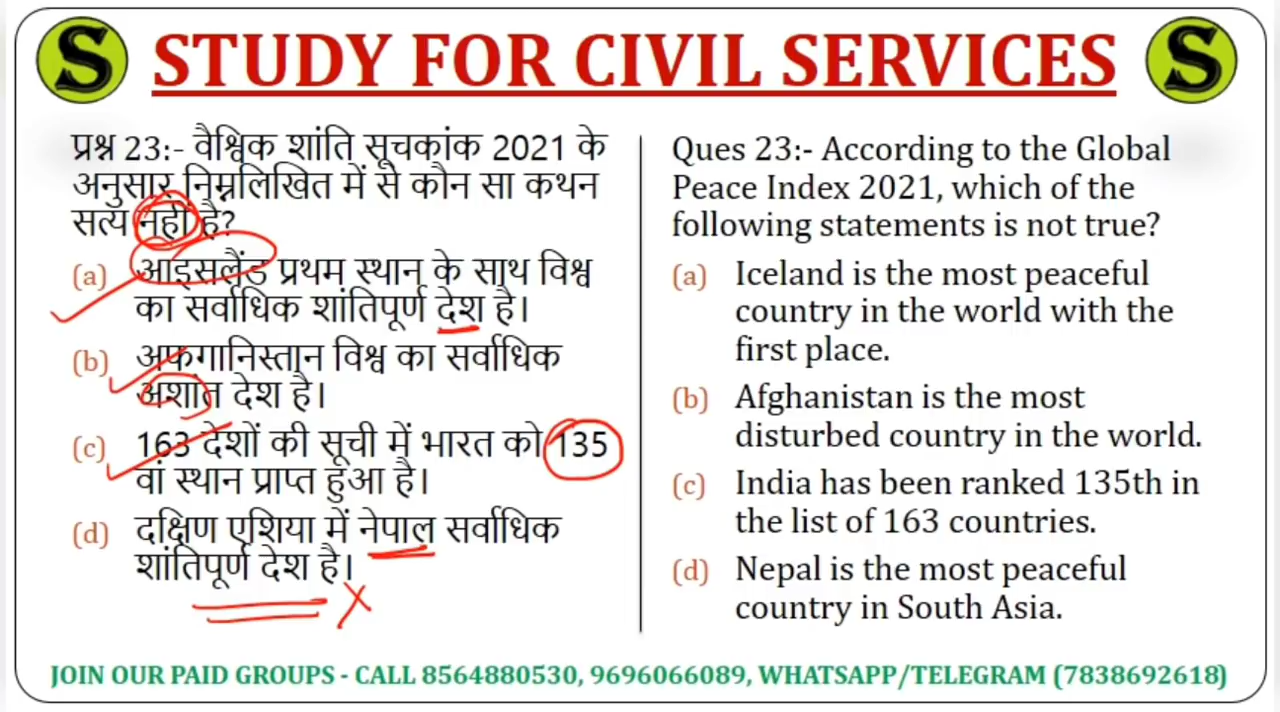 S STUDY FOR CIVIL SERVICES S
प्रश्न 23:- वैश्विक शांति सूचकांक 2021 के
अनुसार निम्नलिखित में से कौन सा कथन
सत्य नहीं है?
(a) आइसलैंड प्रथम स्थान के साथ विश्व
का सर्वाधिक शांतिपूर्ण देश है।
(b) अफगानिस्तान विश्व का सर्वाधिक
अशांत देश है।
(c) 163 देशों की सूची में भारत को 135
वां स्थान प्राप्त हुआ है।
(d) दक्षिण एशिया में नेपाल सर्वाधिक
शांतिपूर्ण देश है।
Ques 23:- According to the Global
Peace Index 2021, which of the
following statements is not true?
(a) Iceland is the most peaceful
country in the world with the
first place.
(b) Afghanistan is the most
disturbed country in the world.
(c) India has been ranked 135th in
the list of 163 countries.
(d) Nepal is the most peaceful
country in South Asia.
JOIN OUR PAID GROUPS - CALL 8564880530, 9696066089, WHATSAPP/TELEGRAM (7838692618)